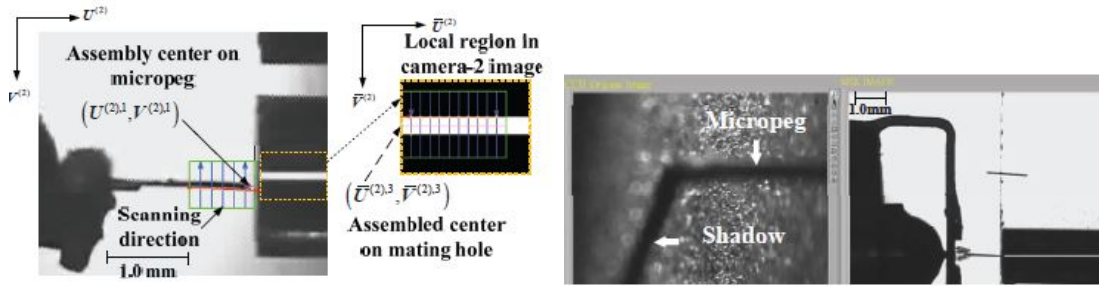 U⁽²⁾
V⁽²⁾
Assembly center on
micropeg
(U⁽²⁾,¹,V⁽²⁾,¹)
Scanning
direction
1.0 mm
Ū⁽²⁾
V̄⁽²⁾
Local region in
camera-2 image
(Ū⁽²⁾,³,V̄⁽²⁾,³)
Assembled center
on mating hole
Micropeg
Shadow
1.0mm